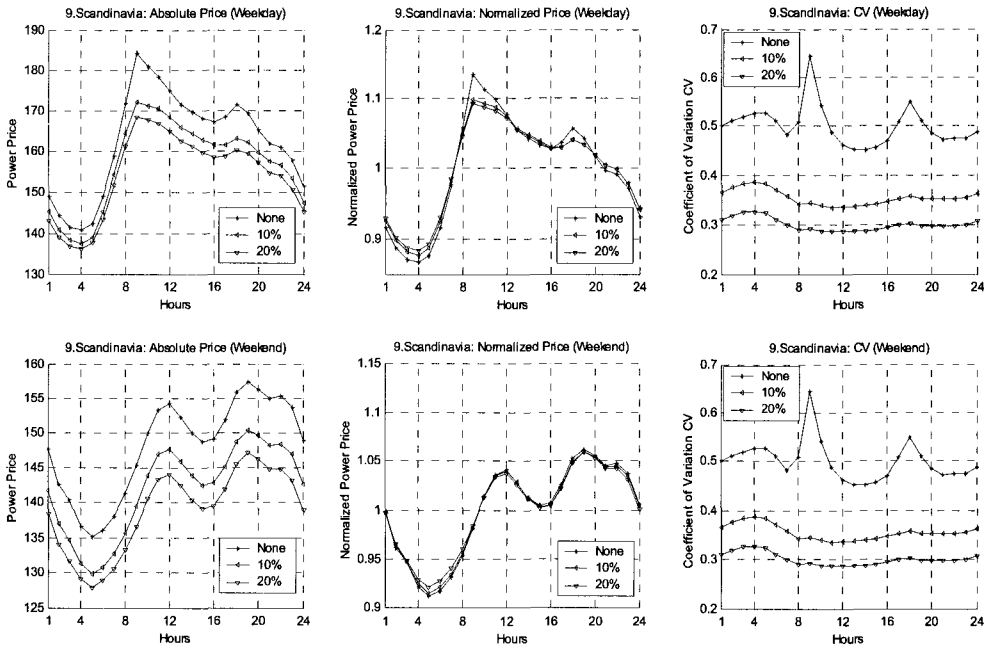 9.Scandinavia: Absolute Price (Weekday)
190
180
170
160
150
140
130
Power Price
None
10%
20%
1 4 8 12 16 20 24
Hours
9.Scandinavia: Normalized Price (Weekday)
1.2
1.1
1
0.9
Normalized Power Price
None
10%
20%
1 4 8 12 16 20 24
Hours
9.Scandinavia: CV (Weekday)
0.7
0.6
0.5
0.4
0.3
0.2
Coefficient of Variation CV
None
10%
20%
1 4 8 12 16 20 24
Hours
9.Scandinavia: Absolute Price (Weekend)
160
155
150
145
140
135
130
125
Power Price
None
10%
20%
1 4 8 12 16 20 24
Hours
9.Scandinavia: Normalized Price (Weekend)
1.15
1.1
1.05
1
0.95
0.9
Normalized Power Price
None
10%
20%
1 4 8 12 16 20 24
Hours
9.Scandinavia: CV (Weekend)
0.7
0.6
0.5
0.4
0.3
0.2
Coefficient of Variation CV
None
10%
20%
1 4 8 12 16 20 24
Hours